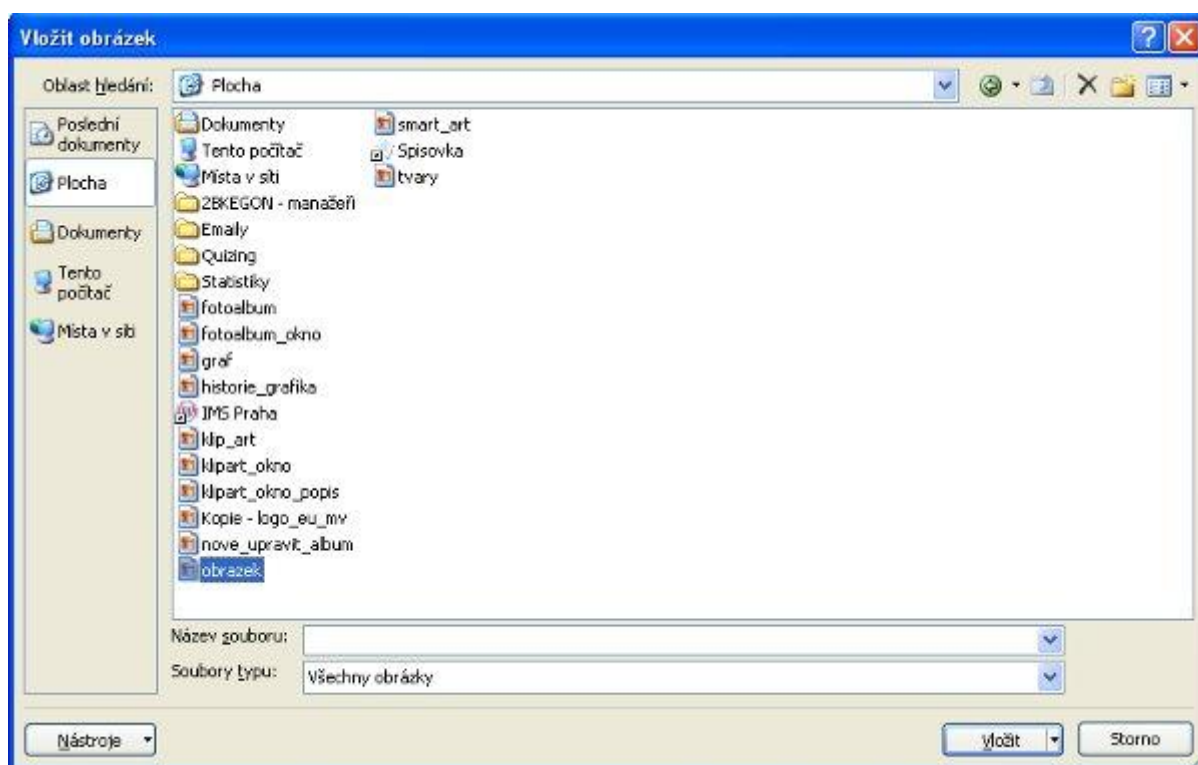 Vložit obrázek
Oblast hledání:
Plocha
Poslední
dokumenty
Plocha
Dokumenty
Tento
počítač
Místa v síti
Dokumenty
Tento počítač
Místa v síti
2BKEGON - manažeři
Emaily
Quizing
Statistiky
fotoalbum
fotoalbum_okno
graf
historie_grafika
IMS Praha
klip_art
klipart_okno
klipart_okno_popis
Kopie - logo_eu_mv
nove_upravit_album
obrazek
smart_art
Spisovka
tvary
Název souboru:
Soubory typu:
Všechny obrázky
Nástroje
Vložit
Storno